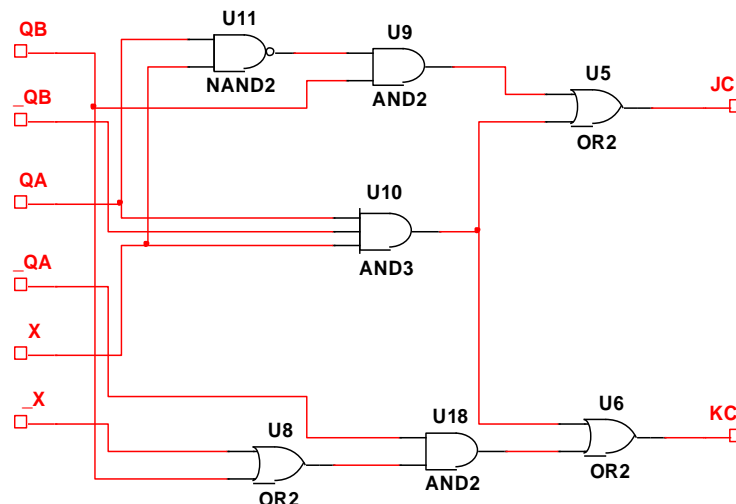 U11
QB
U9
NAND2
U5
JC
_QB
AND2
OR2
QA
U10
_QA
AND3
X
_X
U18
U6
KC
U8
AND2
OR2
OR2